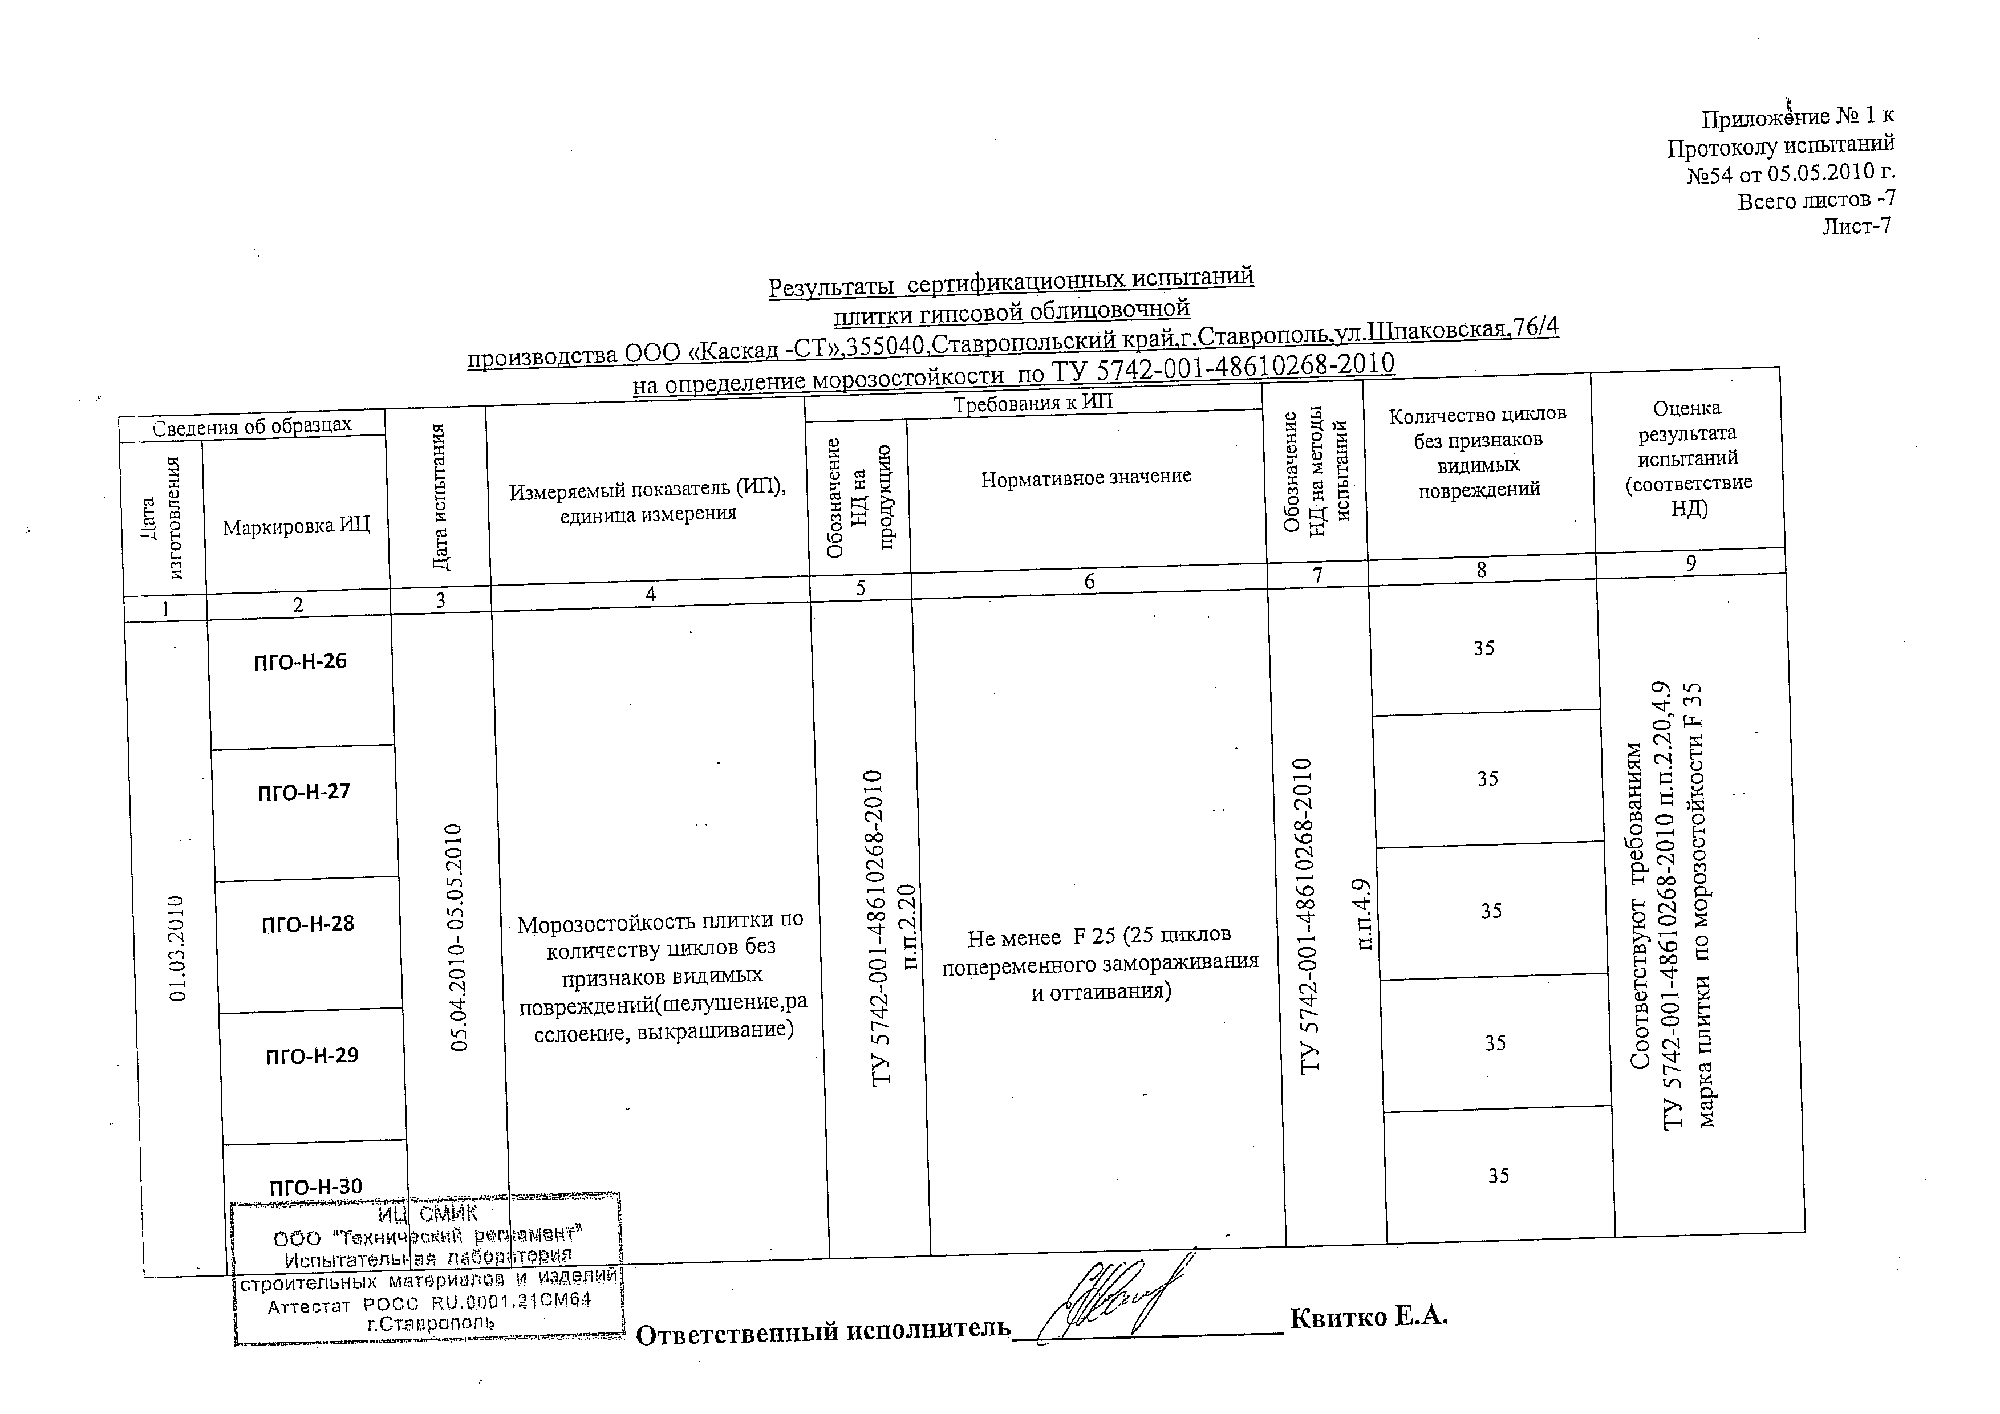 Приложение № 1 к
Протоколу испытаний
№54 от 05.05.2010 г.
Всего листов -7
Лист-7
Результаты сертификационных испытаний
плитки гипсовой облицовочной
производства ООО «Каскад -СТ»,355040,Ставропольский край,г.Ставрополь,ул.Шпаковская,76/4
на определение морозостойкости по ТУ 5742-001-48610268-2010
Сведения об образцах
Дата
изготовления
Маркировка ИЦ
Дата испытания
Измеряемый показатель (ИП),
единица измерения
Требования к ИП
Обозначение
НД на
продукцию
Нормативное значение
Обозначение
НД на методы
испытаний
Количество циклов
без признаков
видимых
повреждений
Оценка
результата
испытаний
(соответствие
НД)
1
2
3
4
5
6
7
8
9
01.03.2010
ПГО-Н-26
ПГО-Н-27
ПГО-Н-28
ПГО-Н-29
ПГО-Н-30
05.04.2010- 05.05.2010
Морозостойкость плитки по
количеству циклов без
признаков видимых
повреждений(шелушение,ра
сслоение, выкрашивание)
ТУ 5742-001-48610268-2010
п.п.2.20
Не менее F 25 (25 циклов
попеременного замораживания
и оттаивания)
ТУ 5742-001-48610268-2010
п.п.4.9
35
35
35
35
35
Соответствуют требованиям
ТУ 5742-001-48610268-2010 п.п.2.20,4.9
марка плитки по морозостойкости F 35
ИЦ СМИК
ООО "Технический регламент"
Испытательная лаборатория
строительных материалов и изделий
Аттестат РОСС RU.0001.21СМ64
г.Ставрополь
Ответственный исполнитель____________________ Квитко Е.А.